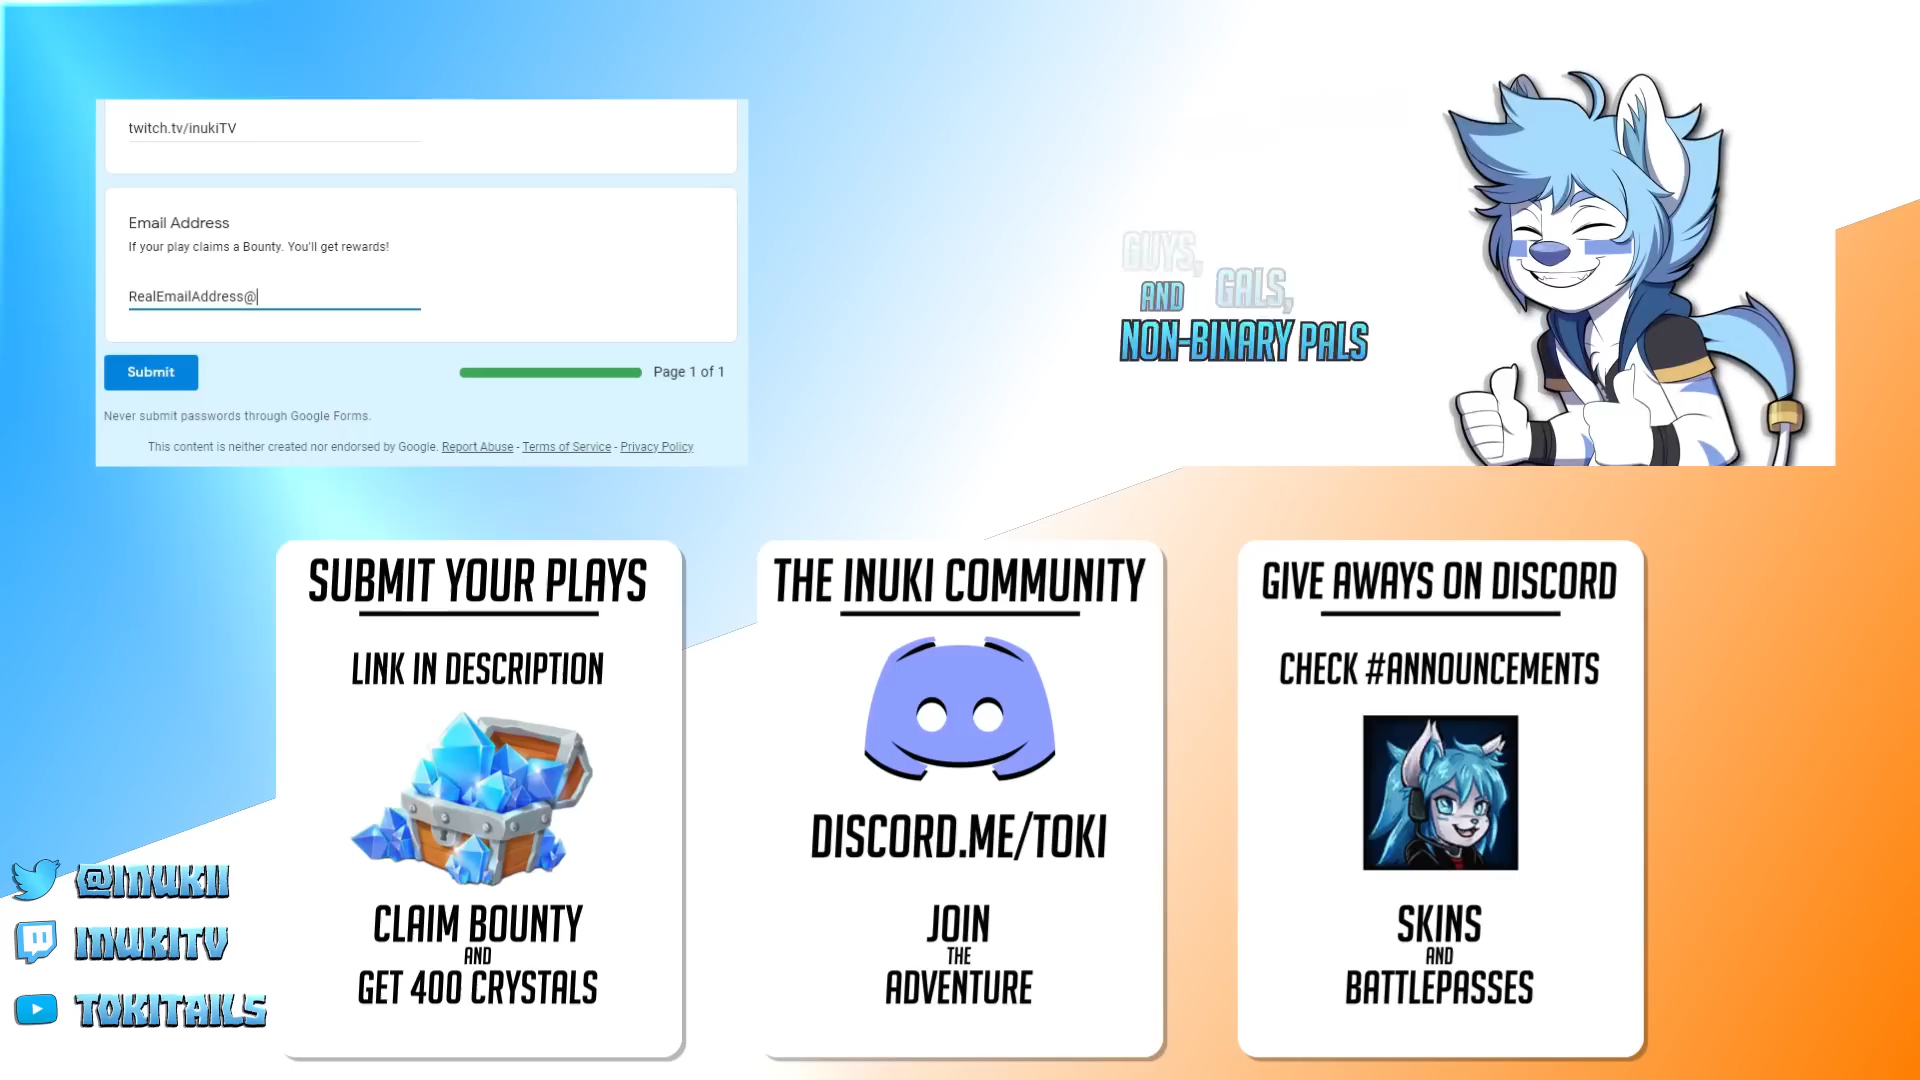 twitch.tv/inukiTV
Email Address
If your play claims a Bounty. You'll get rewards!
RealEmailAddress@
Submit
Page 1 of 1
Never submit passwords through Google Forms.
This content is neither created nor endorsed by Google. Report Abuse - Terms of Service - Privacy Policy
GUYS,
GALS,
AND
NON-BINARY PALS
SUBMIT YOUR PLAYS
LINK IN DESCRIPTION
CLAIM BOUNTY
AND
GET 400 CRYSTALS
THE INUKI COMMUNITY
DISCORD.ME/TOKI
JOIN
THE
ADVENTURE
GIVE AWAYS ON DISCORD
CHECK #ANNOUNCEMENTS
SKINS
AND
BATTLEPASSES
@INUKII
INUKITV
TOKITAILS